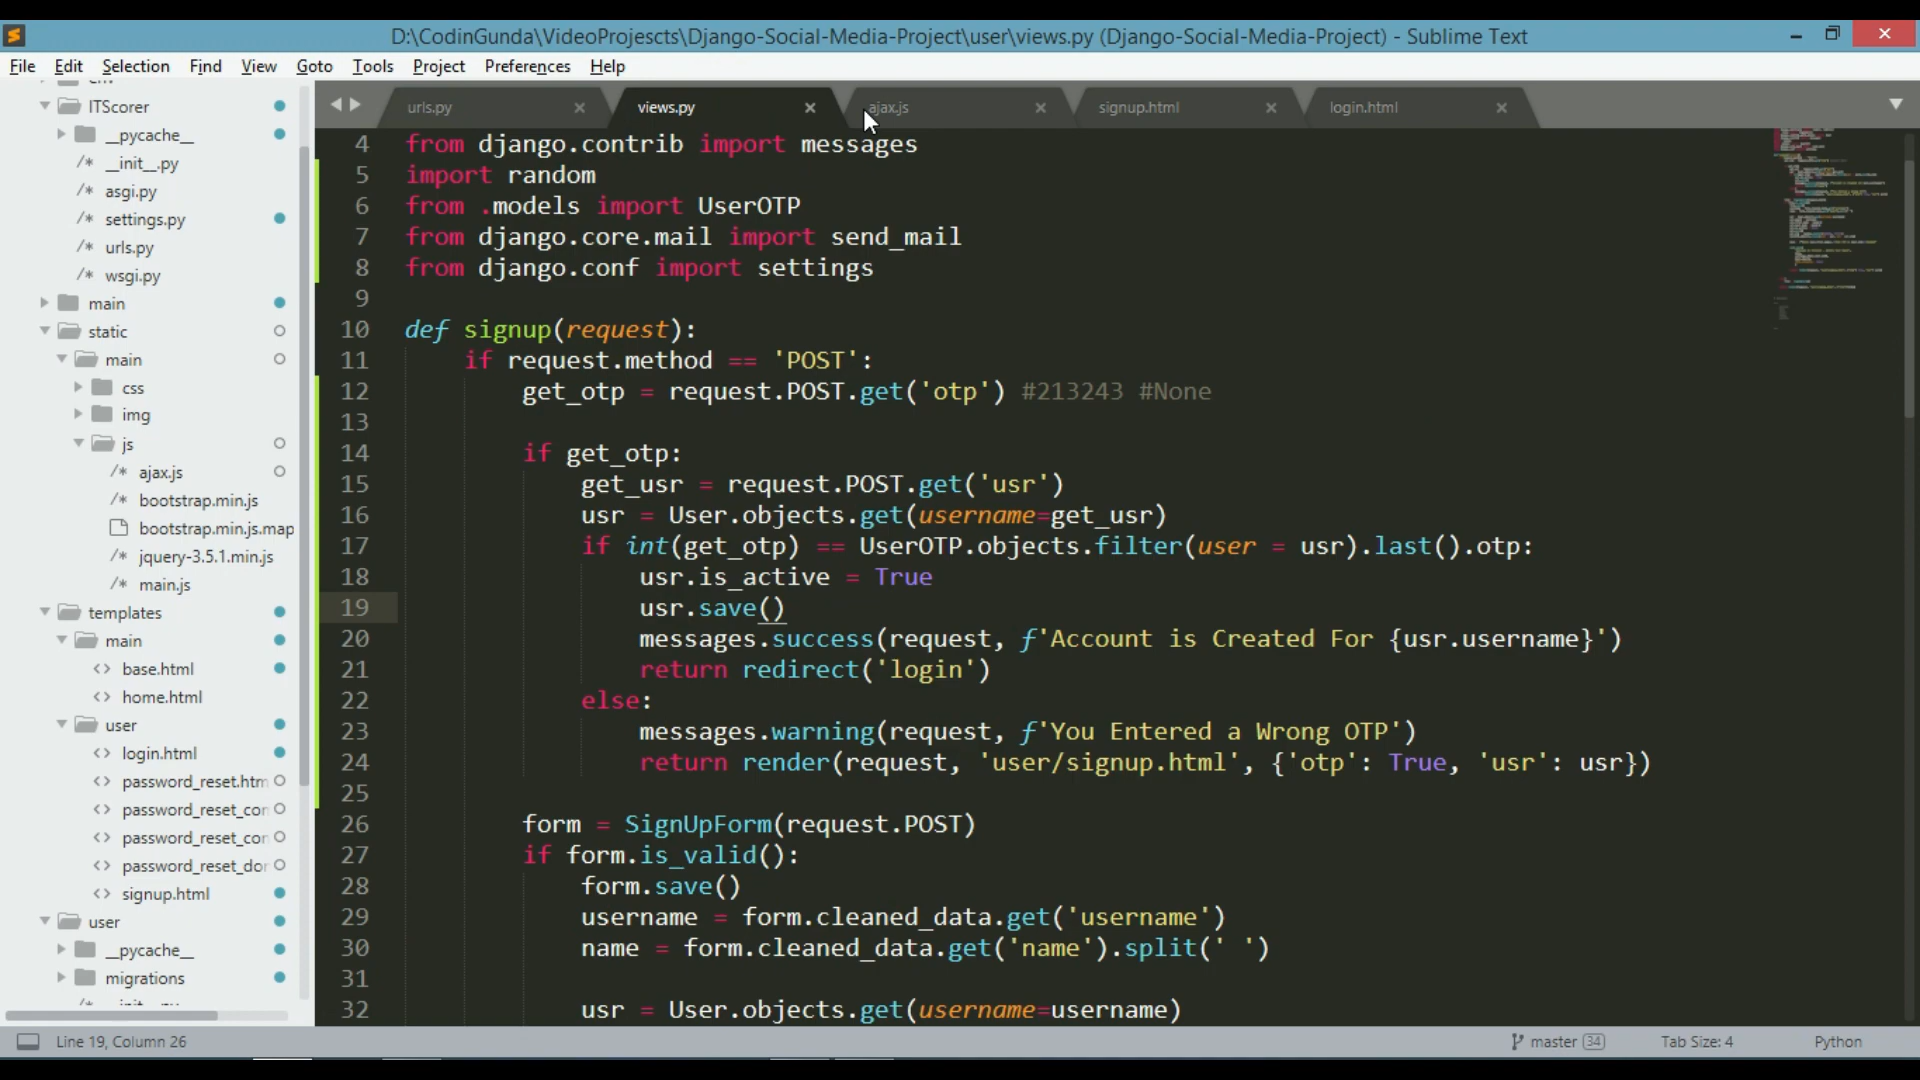 D:\CodinGunda\VideoProjescts\Django-Social-Media-Project\user\views.py (Django-Social-Media-Project) - Sublime Text
File Edit Selection Find View Goto Tools Project Preferences Help
ITScorer
__pycache__
__init__.py
asgi.py
settings.py
urls.py
wsgi.py
main
static
main
css
img
js
ajax.js
bootstrap.min.js
bootstrap.min.js.map
jquery-3.5.1.min.js
main.js
templates
main
base.html
home.html
user
login.html
password_reset.htm
password_reset_con
password_reset_con
password_reset_dor
signup.html
user
__pycache__
migrations
urls.py views.py ajax.js signup.html login.html
4 from django.contrib import messages
5 import random
6 from .models import UserOTP
7 from django.core.mail import send_mail
8 from django.conf import settings
9
10 def signup(request):
11 if request.method == 'POST':
12 get_otp = request.POST.get('otp') #213243 #None
13
14 if get_otp:
15 get_usr = request.POST.get('usr')
16 usr = User.objects.get(username=get_usr)
17 if int(get_otp) == UserOTP.objects.filter(user = usr).last().otp:
18 usr.is_active = True
19 usr.save()
20 messages.success(request, f'Account is Created For {usr.username}')
21 return redirect('login')
22 else:
23 messages.warning(request, f'You Entered a Wrong OTP')
24 return render(request, 'user/signup.html', {'otp': True, 'usr': usr})
25
26 form = SignUpForm(request.POST)
27 if form.is_valid():
28 form.save()
29 username = form.cleaned_data.get('username')
30 name = form.cleaned_data.get('name').split(' ')
31
32 usr = User.objects.get(username=username)
Line 19, Column 26 master 34 Tab Size: 4 Python